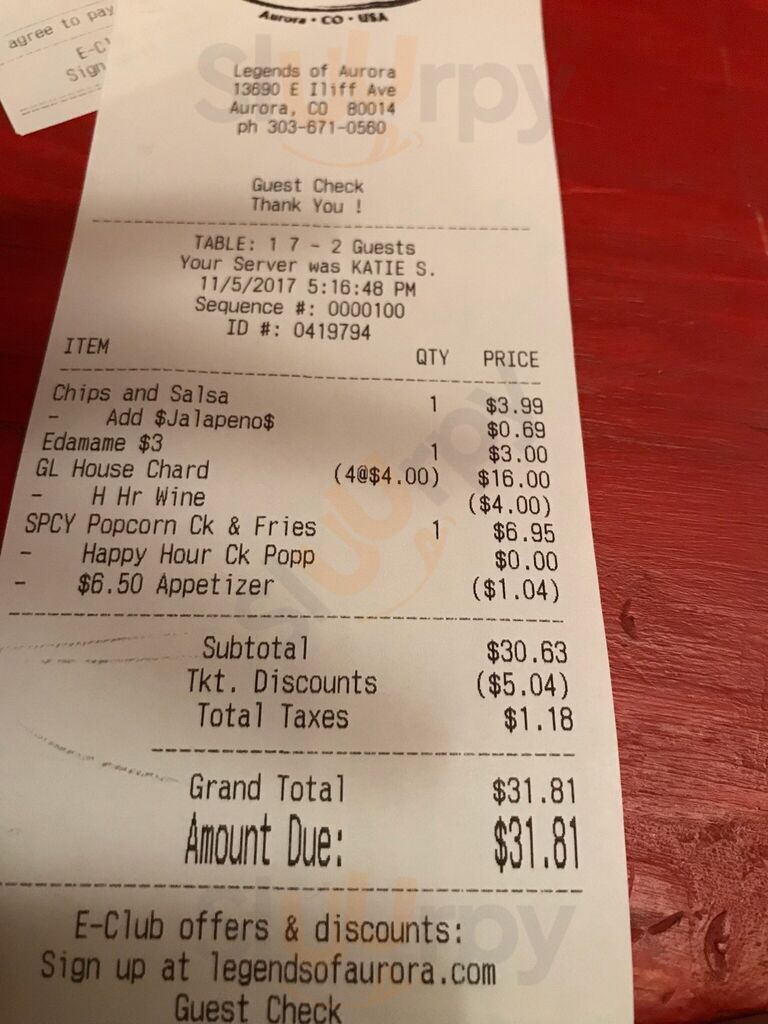 agree to pay
E-Cl
Sign
Aurora • CO • USA
Legends of Aurora
13690 E Iliff Ave
Aurora, CO 80014
ph 303-671-0560
Guest Check
Thank You !
TABLE: 1 7 - 2 Guests
Your Server was KATIE S.
11/5/2017 5:16:48 PM
Sequence #: 0000100
ID #: 0419794
ITEM QTY PRICE
Chips and Salsa 1 $3.99
- Add $Jalapeno$ $0.69
Edamame $3 1 $3.00
GL House Chard (4@$4.00) $16.00
- H Hr Wine ($4.00)
SPCY Popcorn Ck & Fries 1 $6.95
- Happy Hour Ck Popp $0.00
- $6.50 Appetizer ($1.04)
Subtotal $30.63
Tkt. Discounts ($5.04)
Total Taxes $1.18
Grand Total $31.81
Amount Due: $31.81
E-Club offers & discounts:
Sign up at legendsofaurora.com
Guest Check
Slurpy
Slurpy
Slurpy